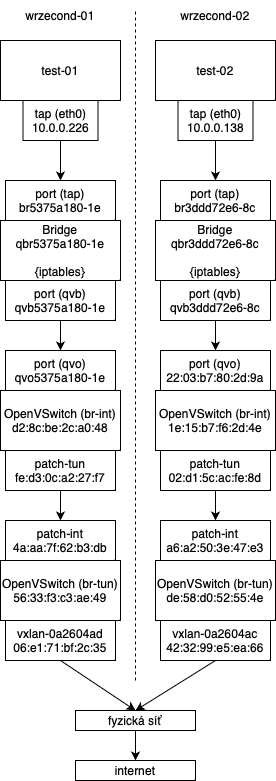 wrzecond-01
wrzecond-02
test-01
test-02
tap (eth0)
10.0.0.226
tap (eth0)
10.0.0.138
port (tap)
br5375a180-1e
port (tap)
br3ddd72e6-8c
Bridge
qbr5375a180-1e
{iptables}
Bridge
qbr3ddd72e6-8c
{iptables}
port (qvb)
qvb5375a180-1e
port (qvb)
qvb3ddd72e6-8c
port (qvo)
qvo5375a180-1e
port (qvo)
22:03:b7:80:2d:9a
OpenVSwitch (br-int)
d2:8c:be:2c:a0:48
OpenVSwitch (br-int)
1e:15:b7:f6:2d:4e
patch-tun
fe:d3:0c:a2:27:f7
patch-tun
02:d1:5c:ac:fe:8d
patch-int
4a:aa:7f:62:b3:db
patch-int
a6:a2:50:3e:47:e3
OpenVSwitch (br-tun)
56:33:f3:c3:ae:49
OpenVSwitch (br-tun)
de:58:d0:52:55:4e
vxlan-0a2604ad
06:e1:71:bf:2c:35
vxlan-0a2604ac
42:32:99:e5:ea:66
fyzická síť
internet